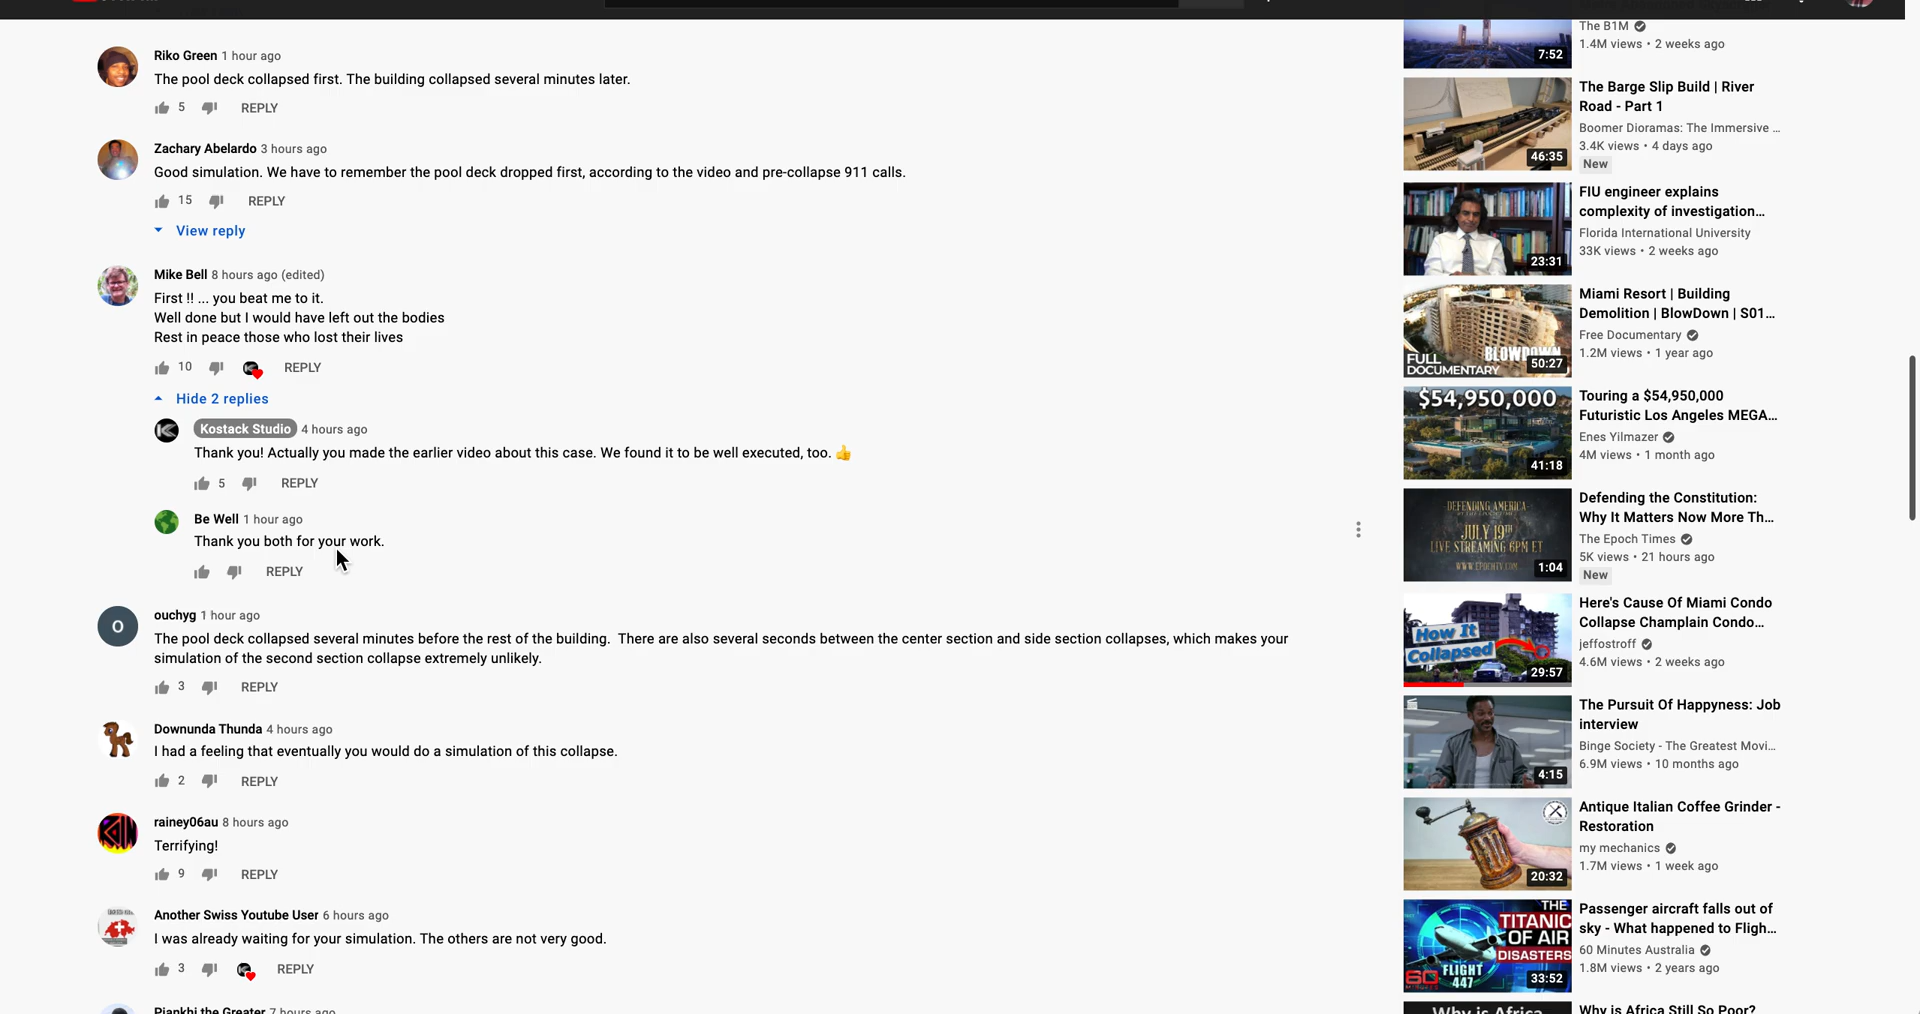 Riko Green 1 hour ago
The pool deck collapsed first. The building collapsed several minutes later.
5 REPLY
Zachary Abelardo 3 hours ago
Good simulation. We have to remember the pool deck dropped first, according to the video and pre-collapse 911 calls.
15 REPLY
View reply
Mike Bell 8 hours ago (edited)
First !! ... you beat me to it.
Well done but I would have left out the bodies
Rest in peace those who lost their lives
10 REPLY
Hide 2 replies
Kostack Studio 4 hours ago
Thank you! Actually you made the earlier video about this case. We found it to be well executed, too. 👍
5 REPLY
Be Well 1 hour ago
Thank you both for your work.
REPLY
O
ouchyg 1 hour ago
The pool deck collapsed several minutes before the rest of the building.  There are also several seconds between the center section and side section collapses, which makes your
simulation of the second section collapse extremely unlikely.
3 REPLY
Downunda Thunda 4 hours ago
I had a feeling that eventually you would do a simulation of this collapse.
2 REPLY
rainey06au 8 hours ago
Terrifying!
9 REPLY
Another Swiss Youtube User 6 hours ago
I was already waiting for your simulation. The others are not very good.
3 REPLY
Piankhi the Greater 7 hours ago
The B1M
1.4M views • 2 weeks ago
7:52
The Barge Slip Build | River
Road - Part 1
Boomer Dioramas: The Immersive ...
3.4K views • 4 days ago
New
46:35
FIU engineer explains
complexity of investigation...
Florida International University
33K views • 2 weeks ago
23:31
Miami Resort | Building
Demolition | BlowDown | S01...
Free Documentary
1.2M views • 1 year ago
FULL
DOCUMENTARY
BLOWDOWN
50:27
Touring a $54,950,000
Futuristic Los Angeles MEGA...
Enes Yilmazer
4M views • 1 month ago
$54,950,000
41:18
Defending the Constitution:
Why It Matters Now More Th...
The Epoch Times
5K views • 21 hours ago
New
DEFENDING AMERICA
JULY 19TH
LIVE STREAMING 6PM ET
WWW.EPOCHTV.COM
1:04
Here's Cause Of Miami Condo
Collapse Champlain Condo...
jeffostroff
4.6M views • 2 weeks ago
How It
Collapsed
29:57
The Pursuit Of Happyness: Job
interview
Binge Society - The Greatest Movi...
6.9M views • 10 months ago
4:15
Antique Italian Coffee Grinder -
Restoration
my mechanics
1.7M views • 1 week ago
20:32
Passenger aircraft falls out of
sky - What happened to Fligh...
60 Minutes Australia
1.8M views • 2 years ago
THE
TITANIC
OF AIR
DISASTERS
60 FLIGHT
447
33:52
Why is Africa Still So Poor?
Why is Africa